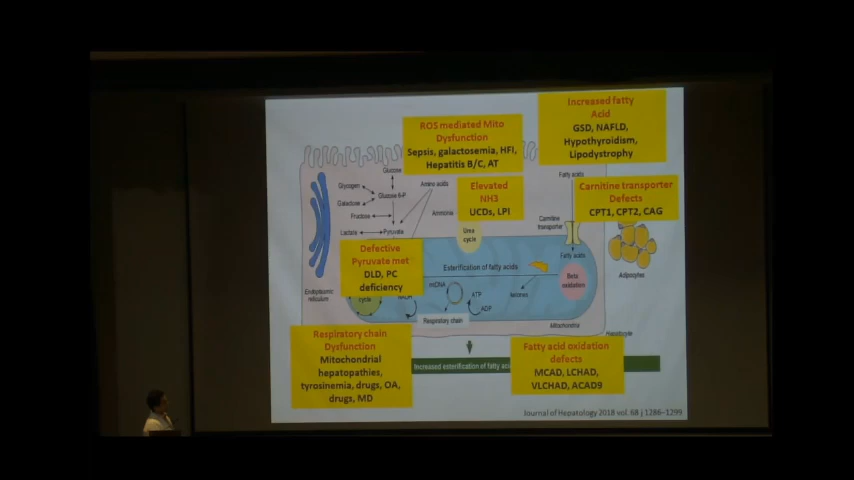 Increased fatty
Acid
GSD, NAFLD,
Hypothyroidism,
Lipodystrophy
ROS mediated Mito
Dysfunction
Sepsis, galactosemia, HFI,
Hepatitis B/C, AT
Glucose
Amino acids
Fatty acids
Elevated
NH3
UCDs, LPI
Carnitine transporter
Defects
CPT1, CPT2, CAG
Glycogen
Glucose 6-P
Galactose
Fructose
Ammonia
Lactate
Pyruvate
Urea
cycle
Carnitine
transporter
Defective
Pyruvate met
DLD, PC
deficiency
cycle
Fatty acids
Esterification of fatty acids
Beta
oxidation
Adipocytes
Endoplasmic
reticulum
mtDNA
ATP
ADP
ketones
Respiratory chain
Mitochondria
Hepatocyte
Respiratory chain
Dysfunction
Mitochondrial
hepatopathies,
tyrosinemia, drugs, OA,
drugs, MD
Increased esterification of fatty acid
Fatty acid oxidation
defects
MCAD, LCHAD,
VLCHAD, ACAD9
Journal of Hepatology 2018 vol. 68 j 1286–1299